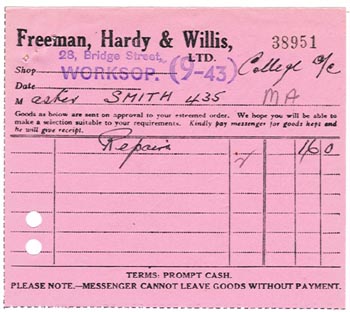 Freeman, Hardy & Willis, LTD. 38951
28, Bridge Street,
Shop WORKSOP. (9-43) College a/c
Date
Master SMITH 435 MA
Goods as below are sent on approval to your esteemed order. We hope you will be able to
make a selection suitable to your requirements. Kindly pay messenger for goods kept and
he will give receipt.
Repairs 16 0
TERMS: PROMPT CASH.
PLEASE NOTE.—MESSENGER CANNOT LEAVE GOODS WITHOUT PAYMENT.